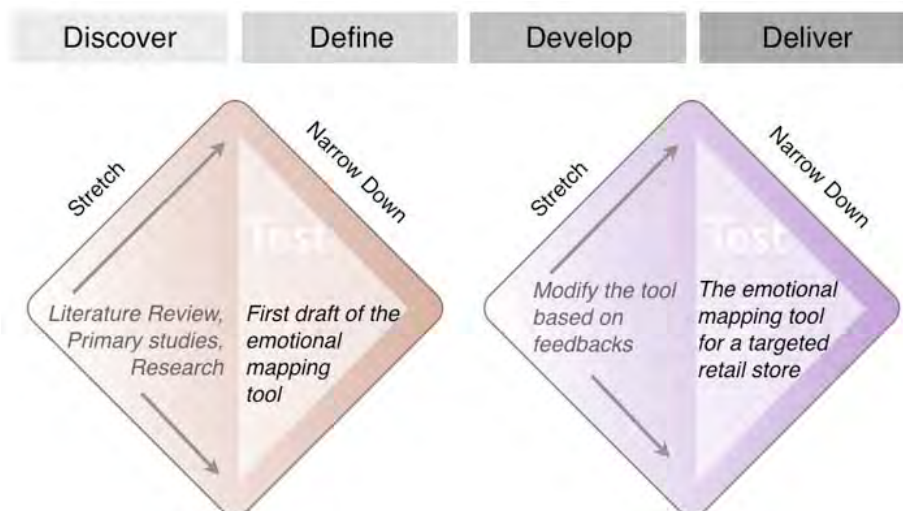 Discover
Define
Develop
Deliver
Stretch
Narrow Down
Test
Literature Review,
Primary studies,
Research
First draft of the
emotional
mapping
tool
Stretch
Narrow Down
Test
Modify the tool
based on
feedbacks
The emotional
mapping tool
for a targeted
retail store